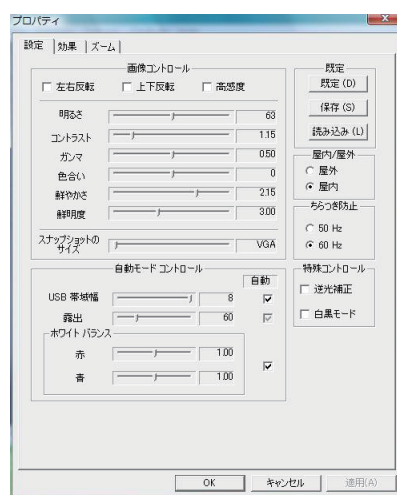 プロパティ
設定 効果 ズーム
画像コントロール
左右反転 上下反転 高感度
明るさ 63
コントラスト 1.15
ガンマ 0.50
色合い 0
鮮やかさ 2.15
鮮明度 3.00
スナップショットの
サイズ VGA
自動モード コントロール
自動
USB 帯域幅 8
露出 60
ホワイト バランス
赤 1.00
青 1.00
既定
既定 (D)
保存 (S)
読み込み (L)
屋内/屋外
屋外
屋内
ちらつき防止
50 Hz
60 Hz
特殊コントロール
逆光補正
白黒モード
OK キャンセル 適用(A)